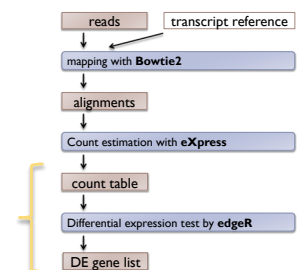 reads
transcript reference
mapping with Bowtie2
alignments
Count estimation with eXpress
count table
Differential expression test by edgeR
DE gene list